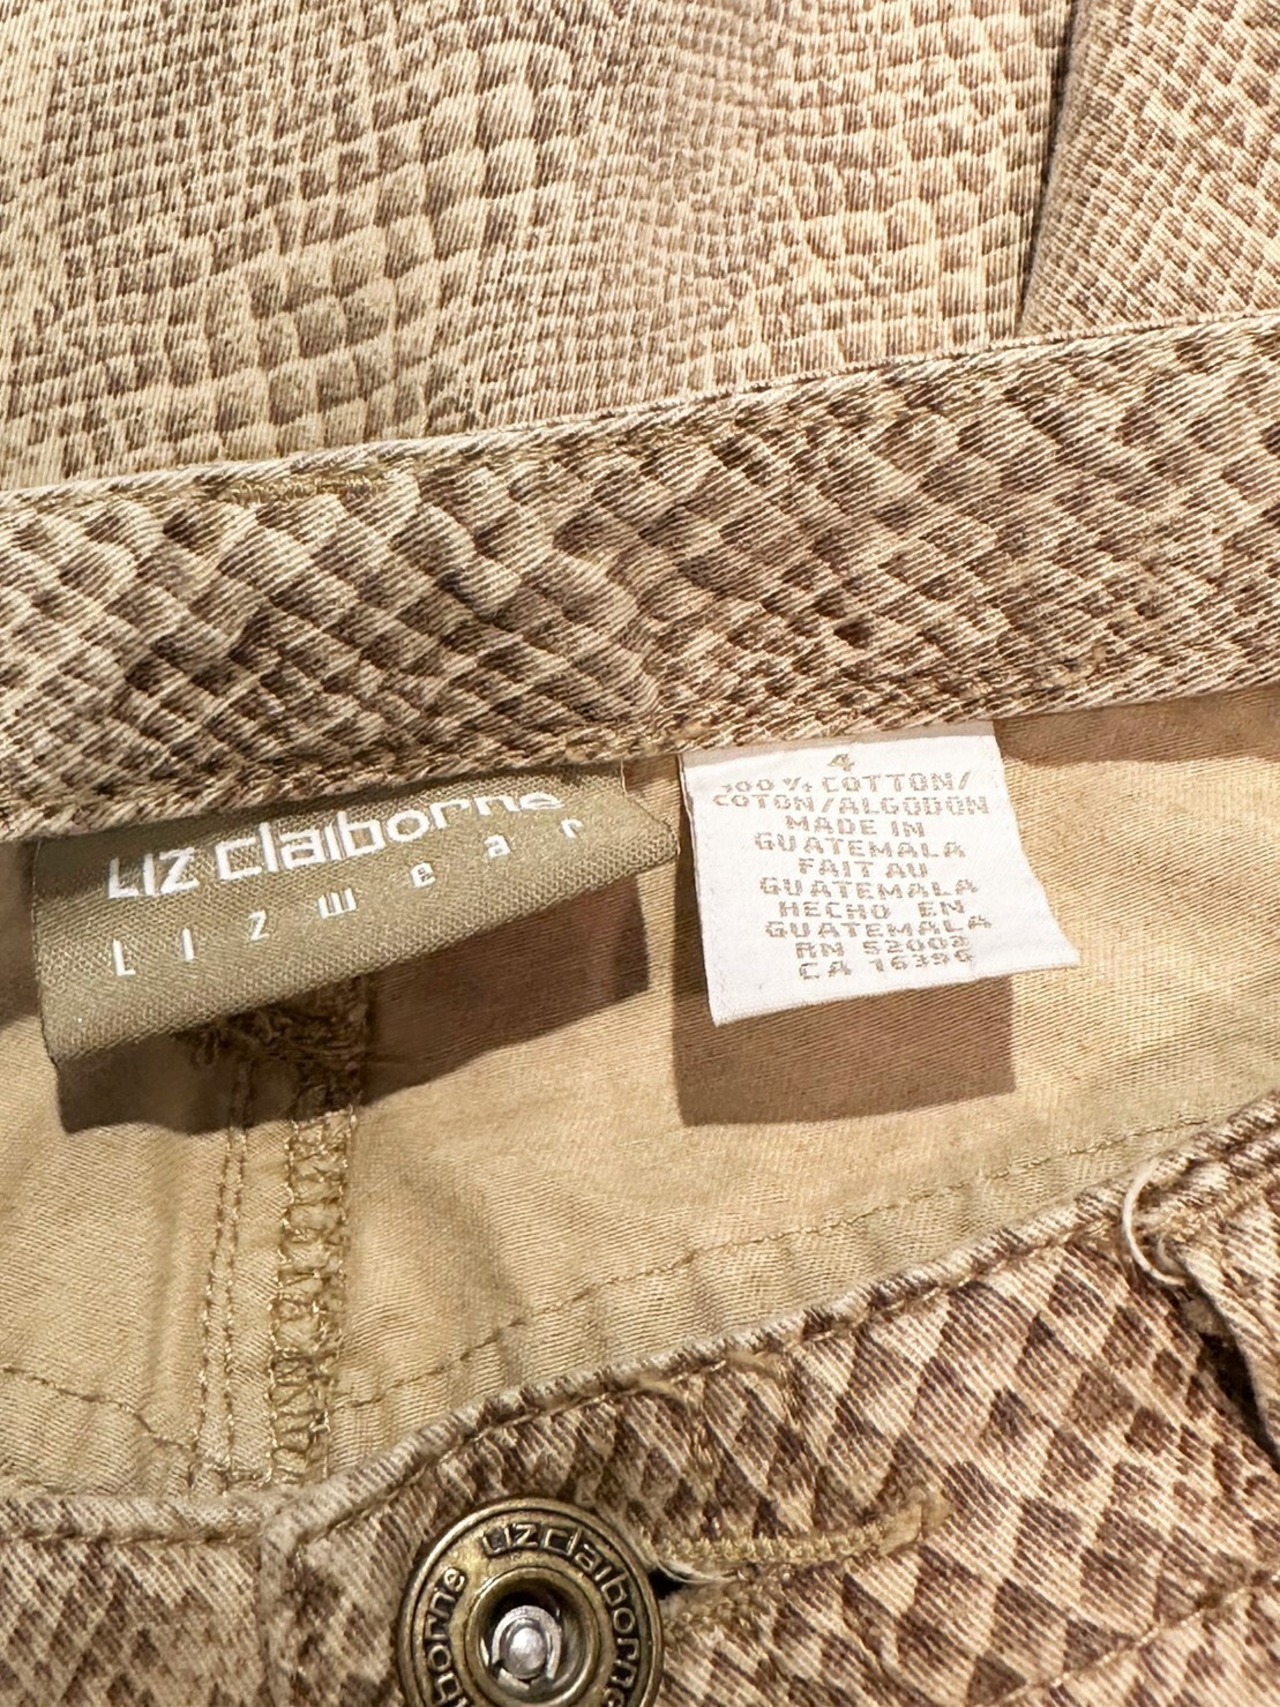 Liz claiborne
Lizwear
4
100% COTTON/
COTON/ALGODON
MADE IN
GUATEMALA
FAIT AU
GUATEMALA
HECHO EN
GUATEMALA
RN 52002
CA 16396
Liz claiborne